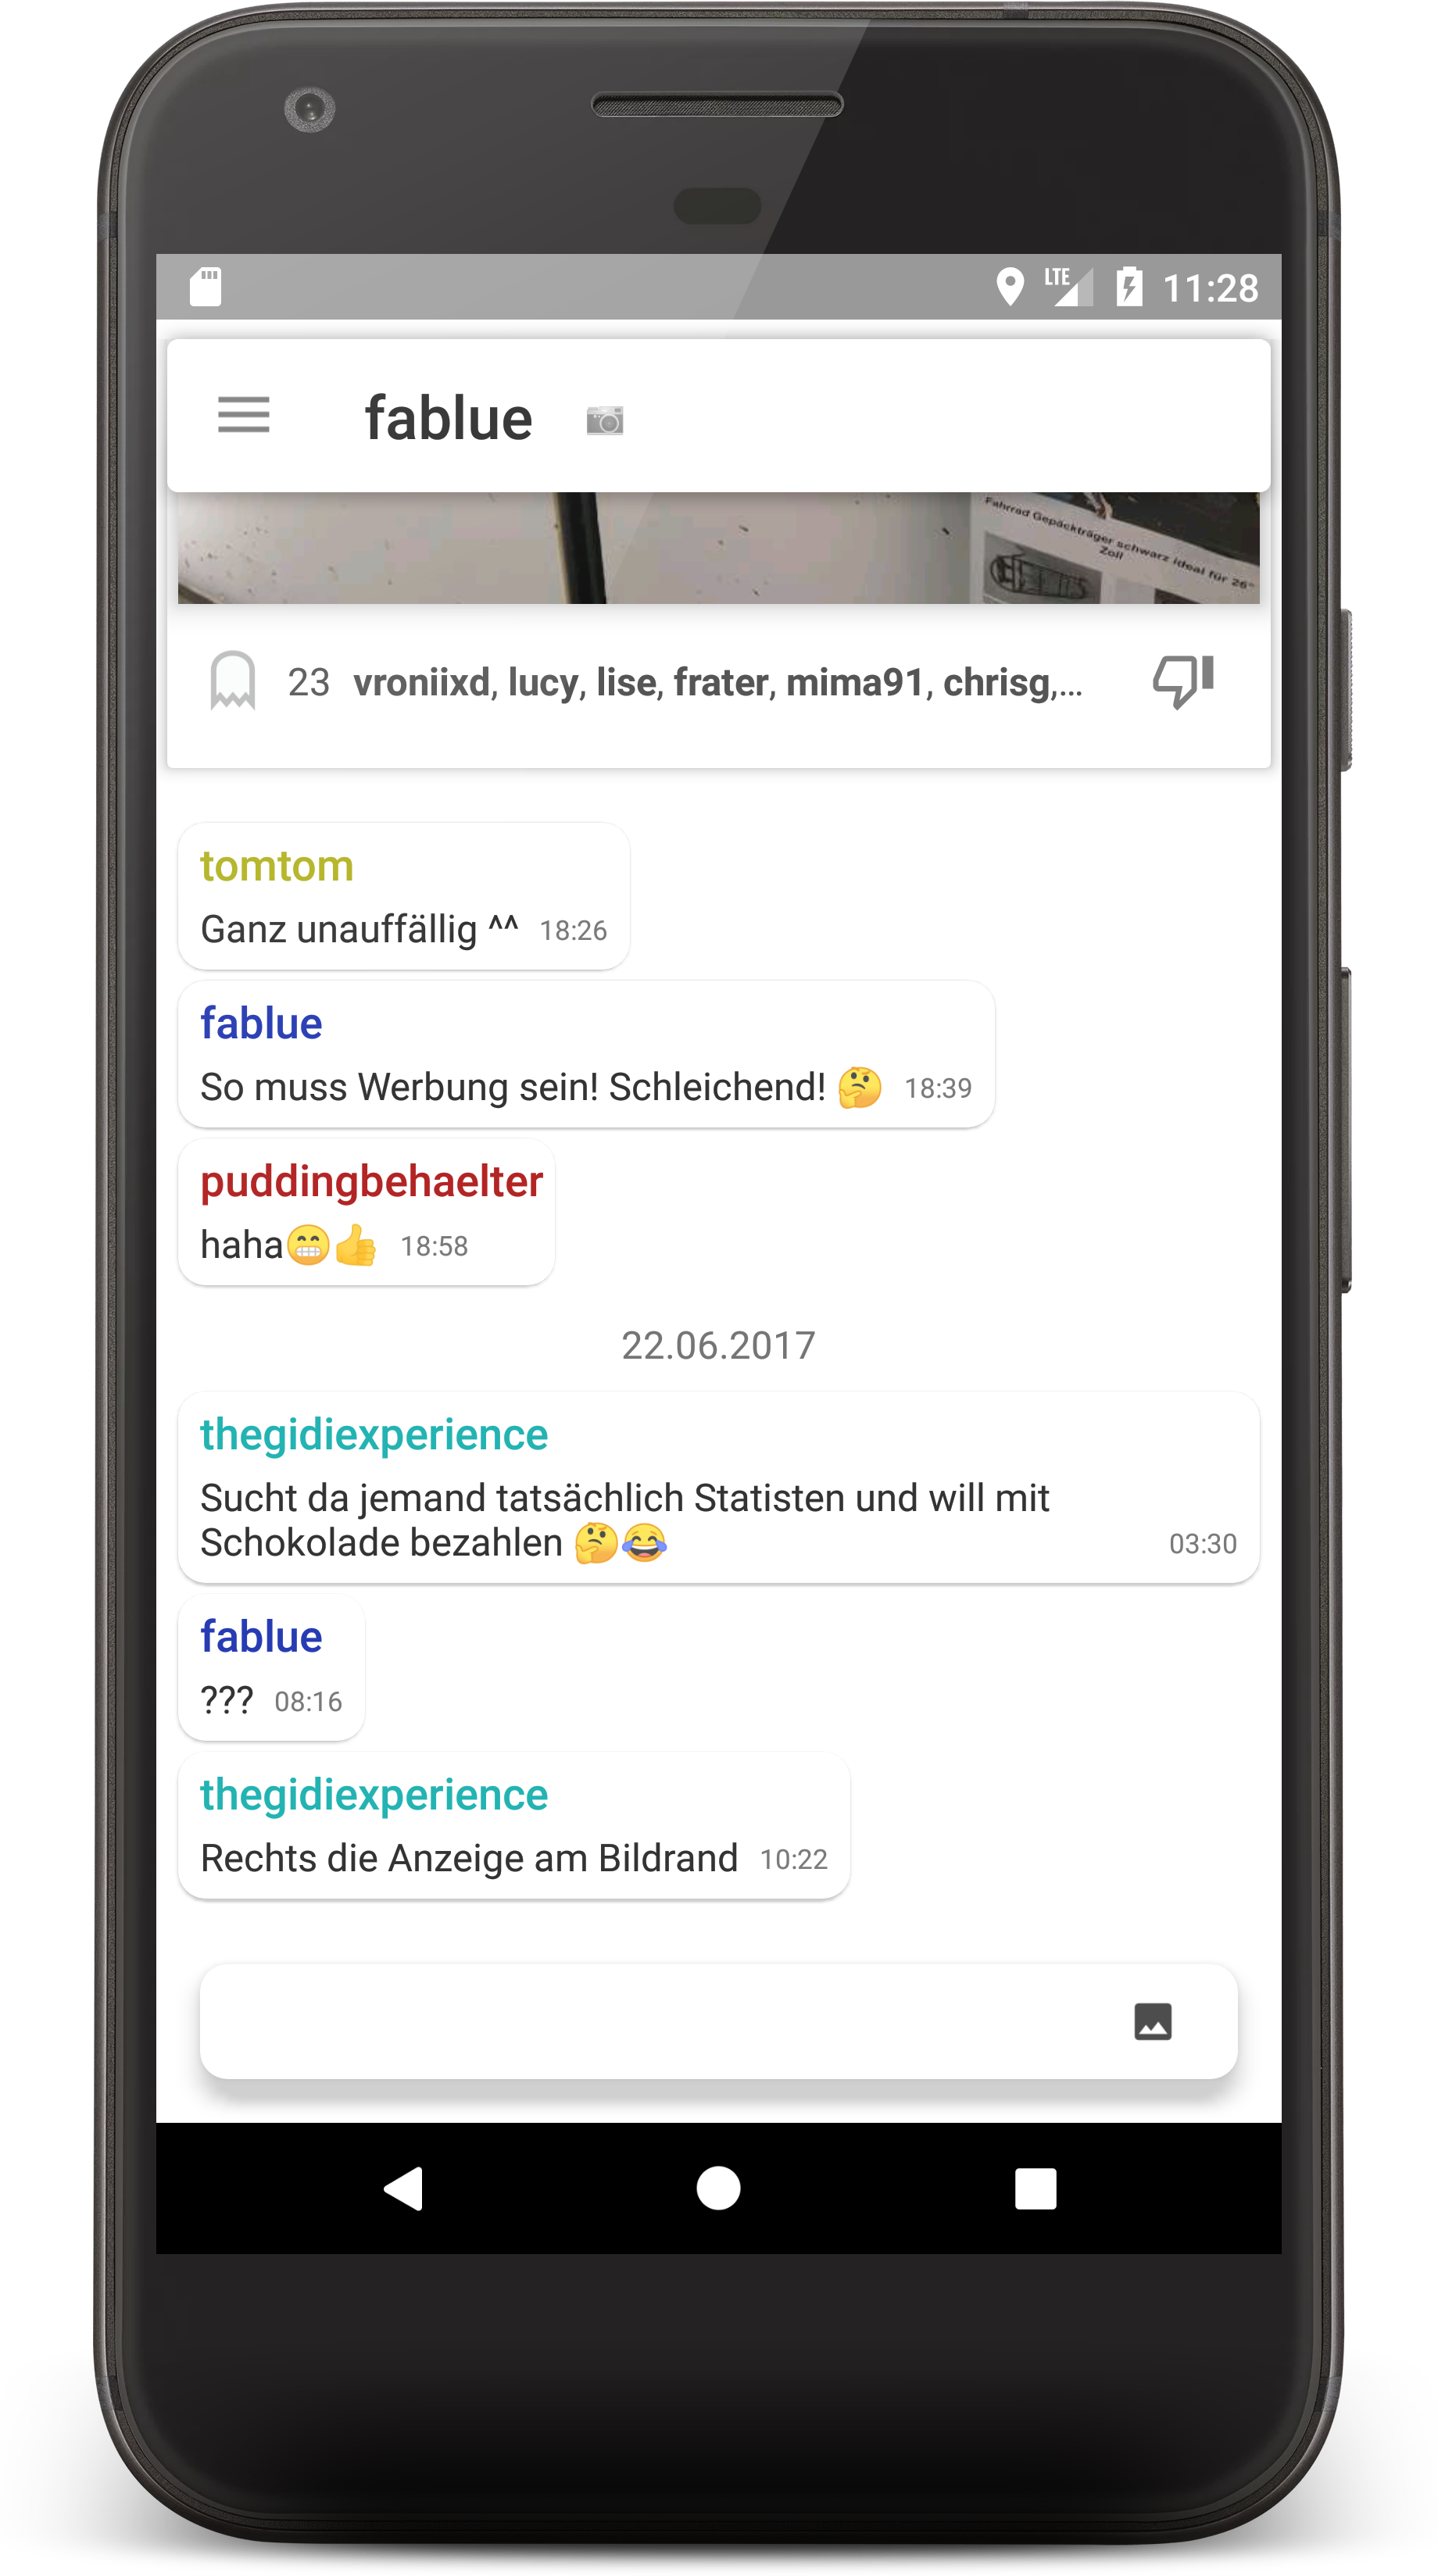 LTE 11:28
fablue
Fahrrad Gepäckträger schwarz ideal für 26"
Zoll
23 vroniixd, lucy, lise, frater, mima91, chrisg,...
tomtom
Ganz unauffällig ^^ 18:26
fablue
So muss Werbung sein! Schleichend! 🤔 18:39
puddingbehaelter
haha😁👍 18:58
22.06.2017
thegidiexperience
Sucht da jemand tatsächlich Statisten und will mit
Schokolade bezahlen 🤔😂 03:30
fablue
??? 08:16
thegidiexperience
Rechts die Anzeige am Bildrand 10:22